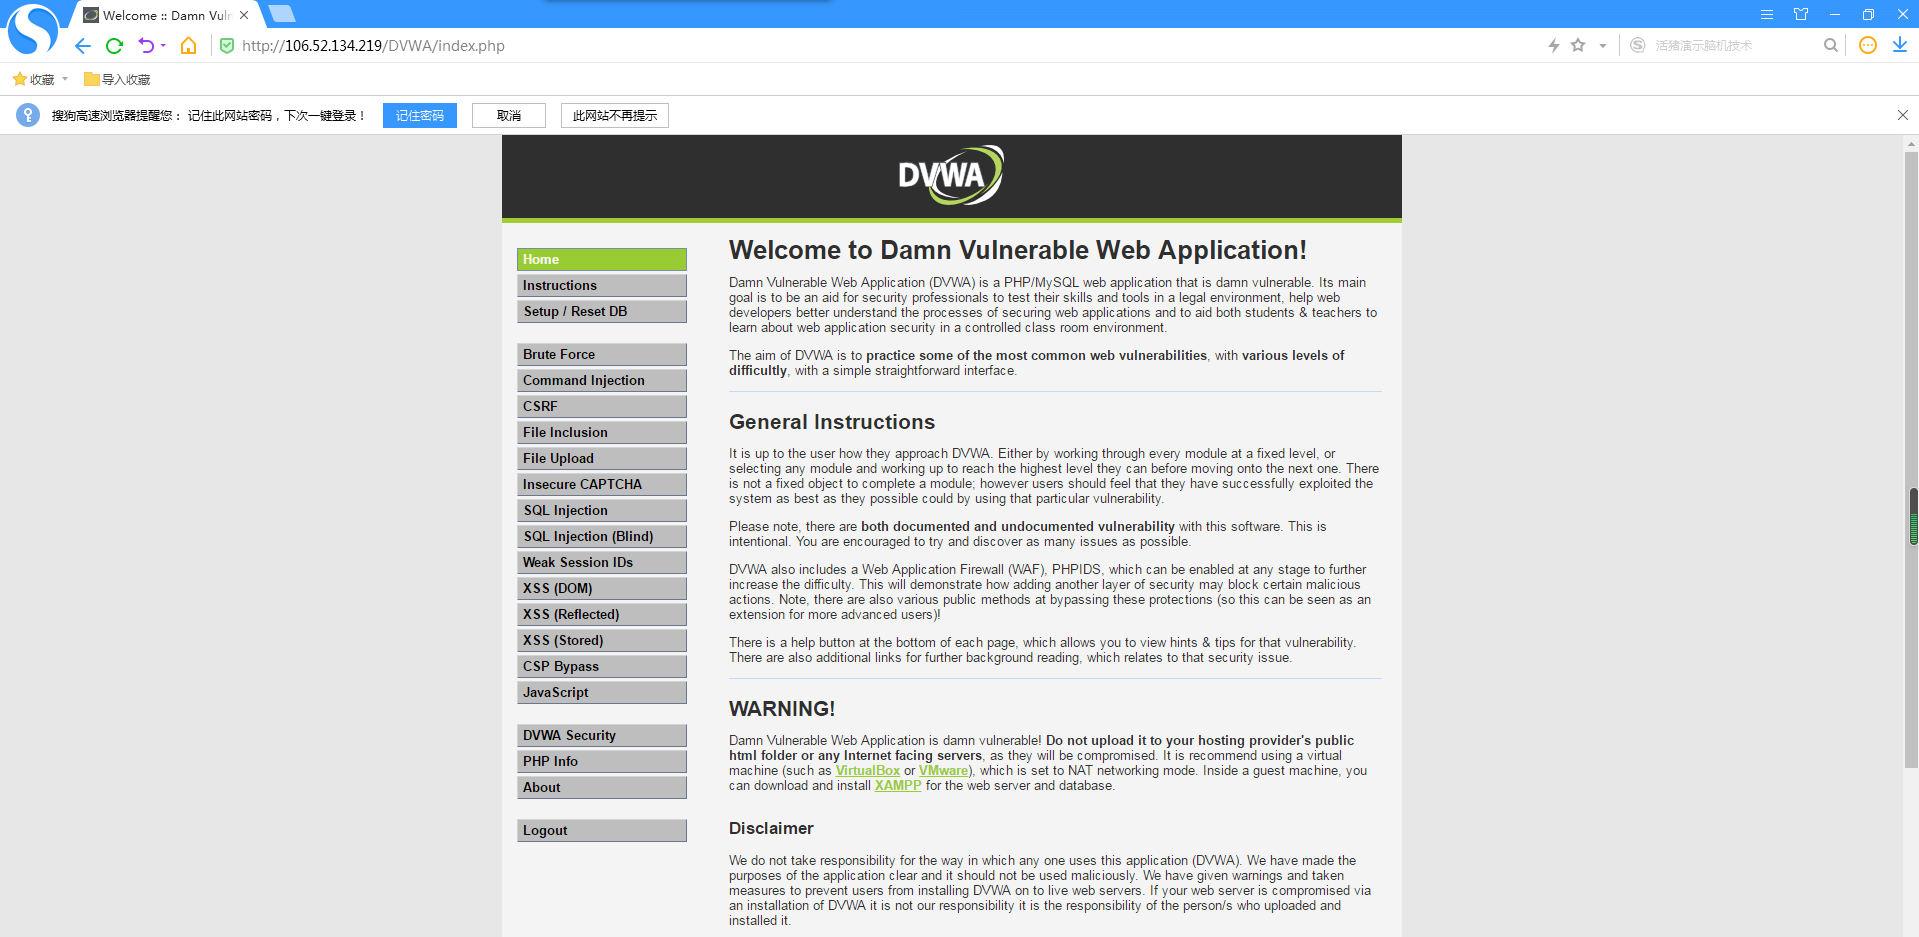 Welcome :: Damn Vuln
http://106.52.134.219/DVWA/index.php
活猪演示脑机技术
收藏
导入收藏
搜狗高速浏览器提醒您： 记住此网站密码，下次一键登录！
记住密码
取消
此网站不再提示
DVWA
Home
Instructions
Setup / Reset DB
Brute Force
Command Injection
CSRF
File Inclusion
File Upload
Insecure CAPTCHA
SQL Injection
SQL Injection (Blind)
Weak Session IDs
XSS (DOM)
XSS (Reflected)
XSS (Stored)
CSP Bypass
JavaScript
DVWA Security
PHP Info
About
Logout
Welcome to Damn Vulnerable Web Application!
Damn Vulnerable Web Application (DVWA) is a PHP/MySQL web application that is damn vulnerable. Its main
goal is to be an aid for security professionals to test their skills and tools in a legal environment, help web
developers better understand the processes of securing web applications and to aid both students & teachers to
learn about web application security in a controlled class room environment.
The aim of DVWA is to practice some of the most common web vulnerabilities, with various levels of
difficultly, with a simple straightforward interface.
General Instructions
It is up to the user how they approach DVWA. Either by working through every module at a fixed level, or
selecting any module and working up to reach the highest level they can before moving onto the next one. There
is not a fixed object to complete a module; however users should feel that they have successfully exploited the
system as best as they possible could by using that particular vulnerability.
Please note, there are both documented and undocumented vulnerability with this software. This is
intentional. You are encouraged to try and discover as many issues as possible.
DVWA also includes a Web Application Firewall (WAF), PHPIDS, which can be enabled at any stage to further
increase the difficulty. This will demonstrate how adding another layer of security may block certain malicious
actions. Note, there are also various public methods at bypassing these protections (so this can be seen as an
extension for more advanced users)!
There is a help button at the bottom of each page, which allows you to view hints & tips for that vulnerability.
There are also additional links for further background reading, which relates to that security issue.
WARNING!
Damn Vulnerable Web Application is damn vulnerable! Do not upload it to your hosting provider's public
html folder or any Internet facing servers, as they will be compromised. It is recommend using a virtual
machine (such as VirtualBox or VMware), which is set to NAT networking mode. Inside a guest machine, you
can download and install XAMPP for the web server and database.
Disclaimer
We do not take responsibility for the way in which any one uses this application (DVWA). We have made the
purposes of the application clear and it should not be used maliciously. We have given warnings and taken
measures to prevent users from installing DVWA on to live web servers. If your web server is compromised via
an installation of DVWA it is not our responsibility it is the responsibility of the person/s who uploaded and
installed it.